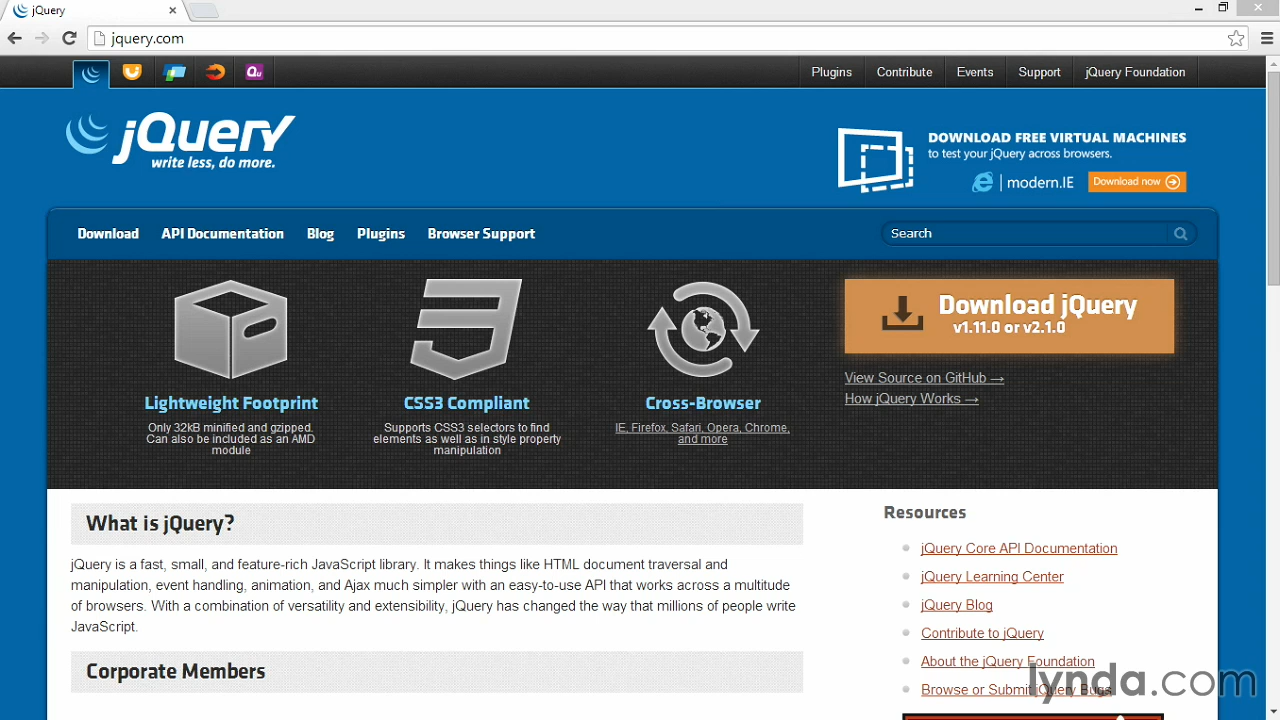 jQuery
jquery.com
Qu
Plugins Contribute Events Support jQuery Foundation
jQuery
write less, do more.
DOWNLOAD FREE VIRTUAL MACHINES
to test your jQuery across browsers.
modern.IE Download now
Download API Documentation Blog Plugins Browser Support Search
Download jQuery
v1.11.0 or v2.1.0
View Source on GitHub →
How jQuery Works →
Lightweight Footprint
Only 32kB minified and gzipped.
Can also be included as an AMD
module
CSS3 Compliant
Supports CSS3 selectors to find
elements as well as in style property
manipulation
Cross-Browser
IE, Firefox, Safari, Opera, Chrome,
and more
What is jQuery?
jQuery is a fast, small, and feature-rich JavaScript library. It makes things like HTML document traversal and
manipulation, event handling, animation, and Ajax much simpler with an easy-to-use API that works across a multitude
of browsers. With a combination of versatility and extensibility, jQuery has changed the way that millions of people write
JavaScript.
Corporate Members
Resources
jQuery Core API Documentation
jQuery Learning Center
jQuery Blog
Contribute to jQuery
About the jQuery Foundation
Browse or Submit jQuery Bugs
lynda.com